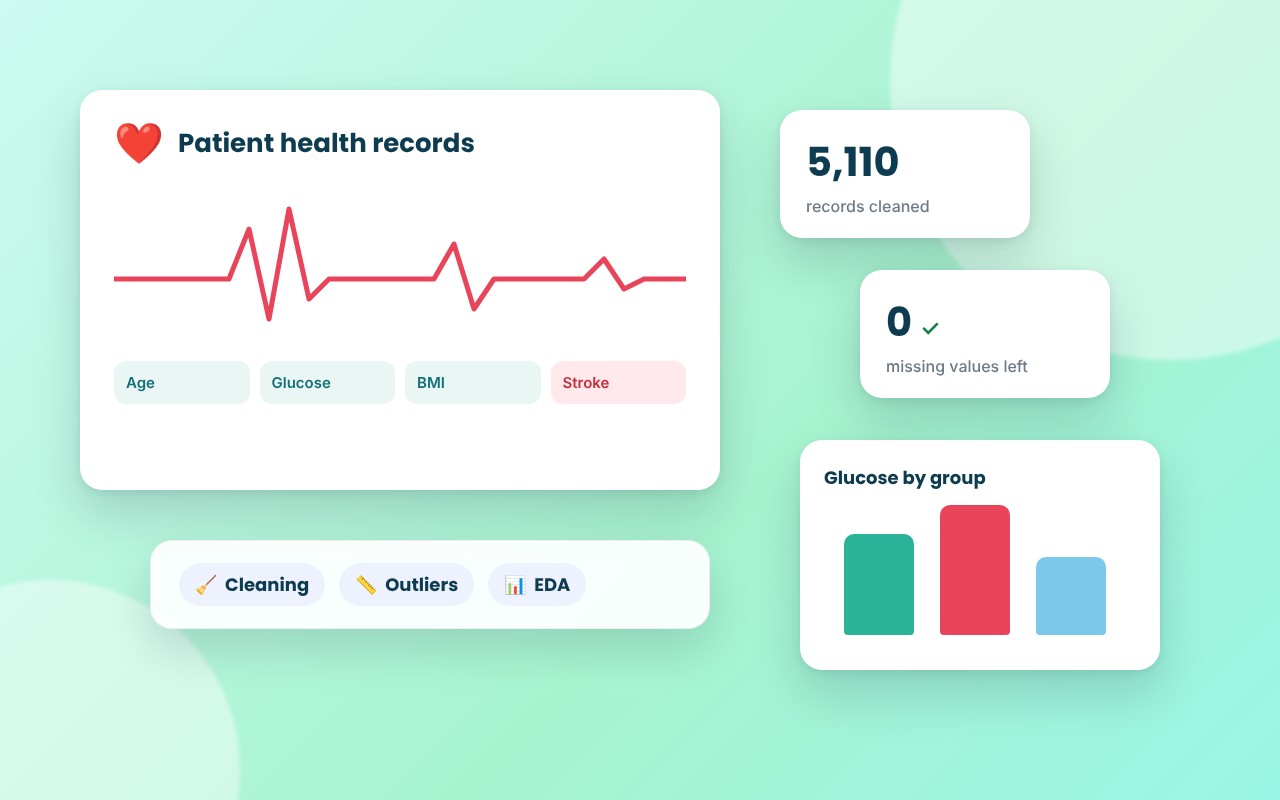 Patient health records
Age
Glucose
BMI
Stroke
Cleaning
Outliers
EDA
5,110
records cleaned
0 ✓
missing values left
Glucose by group